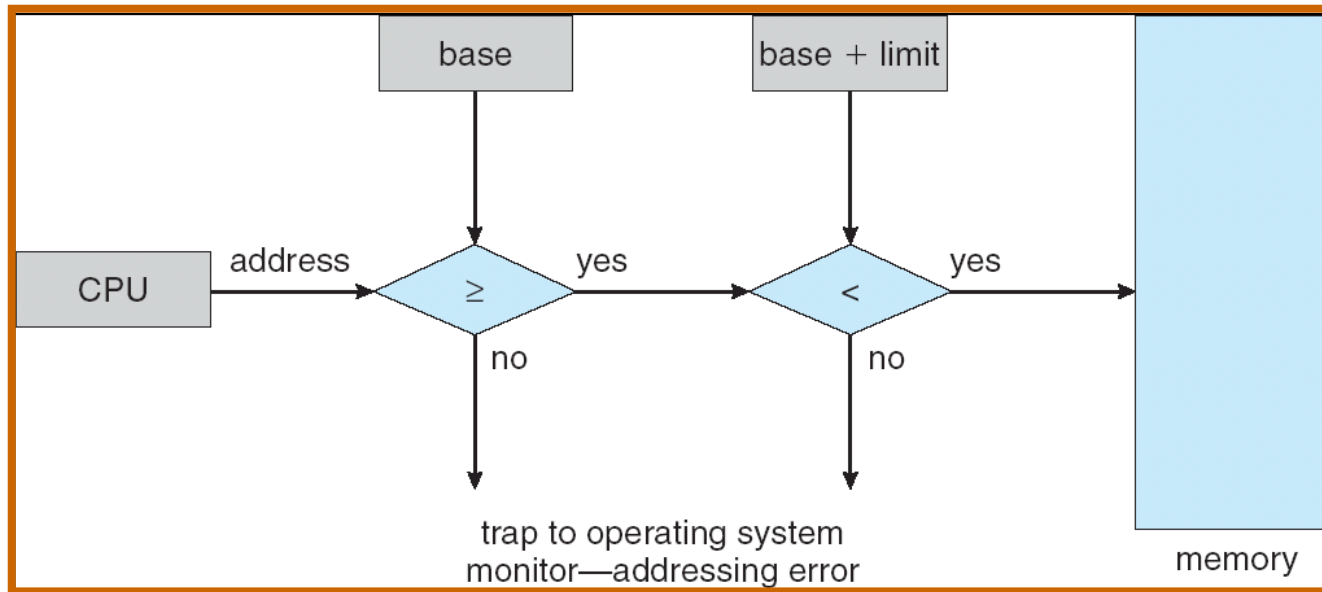 base
base + limit
CPU
address
≥
yes
<
yes
no
no
trap to operating system
monitor—addressing error
memory